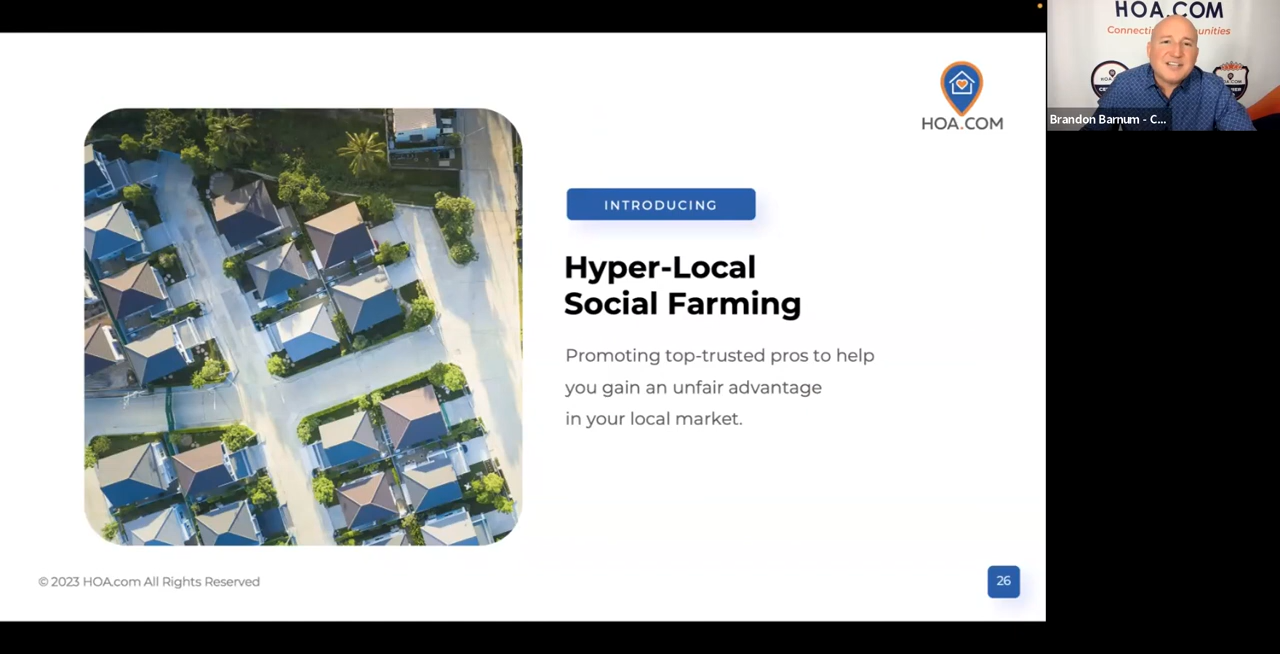 HOA.COM
INTRODUCING
Hyper-Local
Social Farming
Promoting top-trusted pros to help
you gain an unfair advantage
in your local market.
© 2023 HOA.com All Rights Reserved
26
HOA.COM
Brandon Barnum - C...